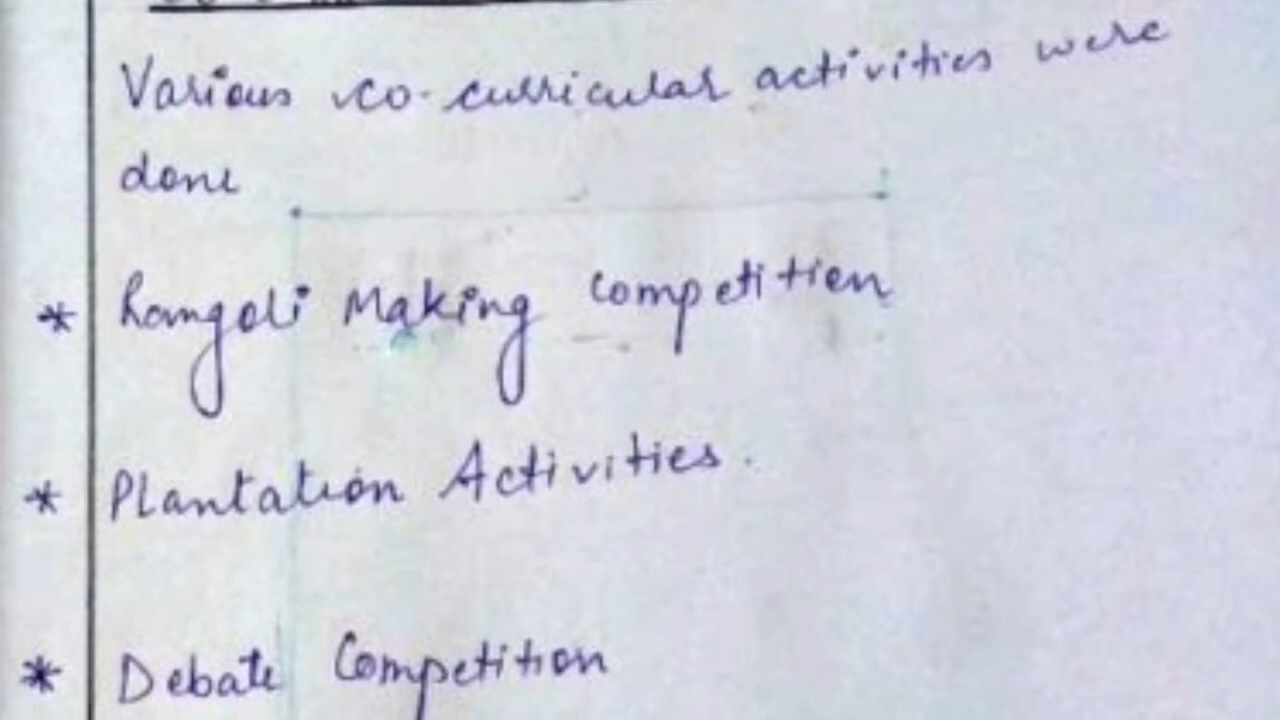 Various co-curricular activities were
done
* Rangoli Making Competition
* Plantation Activities.
* Debate Competition